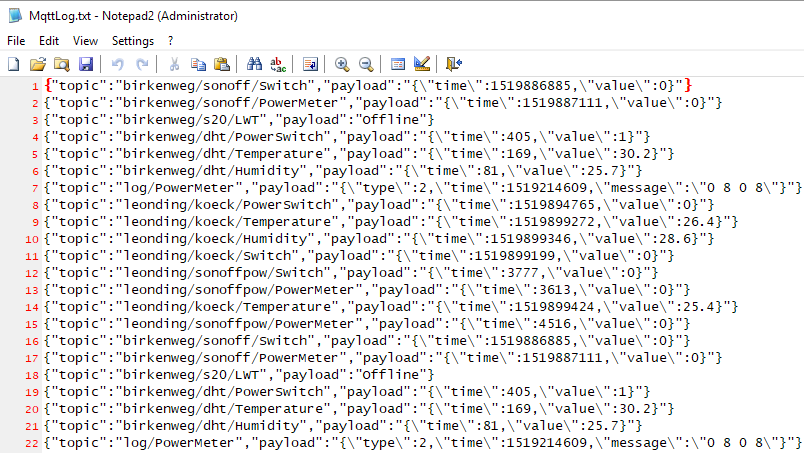 MqttLog.txt - Notepad2 (Administrator)
File Edit View Settings ?
1 {"topic":"birkenweg/sonoff/Switch","payload":"{\"time\":1519886885,\"value\":0}"}
2 {"topic":"birkenweg/sonoff/PowerMeter","payload":"{\"time\":1519887111,\"value\":0}"}
3 {"topic":"birkenweg/s20/LWT","payload":"Offline"}
4 {"topic":"birkenweg/dht/PowerSwitch","payload":"{\"time\":405,\"value\":1}"}
5 {"topic":"birkenweg/dht/Temperature","payload":"{\"time\":169,\"value\":30.2}"}
6 {"topic":"birkenweg/dht/Humidity","payload":"{\"time\":81,\"value\":25.7}"}
7 {"topic":"log/PowerMeter","payload":"{\"type\":2,\"time\":1519214609,\"message\":\"0 8 0 8\"}"}
8 {"topic":"leonding/koeck/PowerSwitch","payload":"{\"time\":1519894765,\"value\":0}"}
9 {"topic":"leonding/koeck/Temperature","payload":"{\"time\":1519899272,\"value\":26.4}"}
10 {"topic":"leonding/koeck/Humidity","payload":"{\"time\":1519899346,\"value\":28.6}"}
11 {"topic":"leonding/koeck/Switch","payload":"{\"time\":1519899199,\"value\":0}"}
12 {"topic":"leonding/sonoffpow/Switch","payload":"{\"time\":3777,\"value\":0}"}
13 {"topic":"leonding/sonoffpow/PowerMeter","payload":"{\"time\":3613,\"value\":0}"}
14 {"topic":"leonding/koeck/Temperature","payload":"{\"time\":1519899424,\"value\":25.4}"}
15 {"topic":"leonding/sonoffpow/PowerMeter","payload":"{\"time\":4516,\"value\":0}"}
16 {"topic":"birkenweg/sonoff/Switch","payload":"{\"time\":1519886885,\"value\":0}"}
17 {"topic":"birkenweg/sonoff/PowerMeter","payload":"{\"time\":1519887111,\"value\":0}"}
18 {"topic":"birkenweg/s20/LWT","payload":"Offline"}
19 {"topic":"birkenweg/dht/PowerSwitch","payload":"{\"time\":405,\"value\":1}"}
20 {"topic":"birkenweg/dht/Temperature","payload":"{\"time\":169,\"value\":30.2}"}
21 {"topic":"birkenweg/dht/Humidity","payload":"{\"time\":81,\"value\":25.7}"}
22 {"topic":"log/PowerMeter","payload":"{\"type\":2,\"time\":1519214609,\"message\":\"0 8 0 8\"}"}